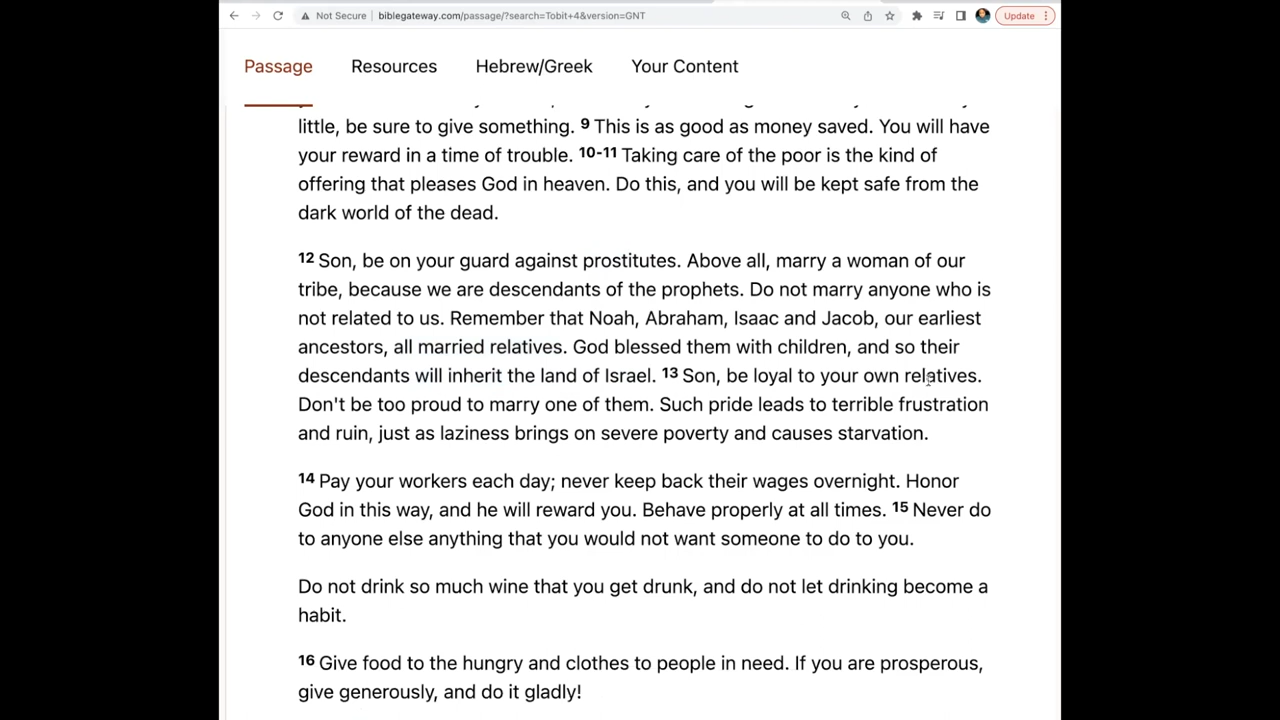 Not Secure | biblegateway.com/passage/?search=Tobit+4&version=GNT
Update
Passage Resources Hebrew/Greek Your Content
little, be sure to give something. 9 This is as good as money saved. You will have
your reward in a time of trouble. 10-11 Taking care of the poor is the kind of
offering that pleases God in heaven. Do this, and you will be kept safe from the
dark world of the dead.
12 Son, be on your guard against prostitutes. Above all, marry a woman of our
tribe, because we are descendants of the prophets. Do not marry anyone who is
not related to us. Remember that Noah, Abraham, Isaac and Jacob, our earliest
ancestors, all married relatives. God blessed them with children, and so their
descendants will inherit the land of Israel. 13 Son, be loyal to your own relatives.
Don't be too proud to marry one of them. Such pride leads to terrible frustration
and ruin, just as laziness brings on severe poverty and causes starvation.
14 Pay your workers each day; never keep back their wages overnight. Honor
God in this way, and he will reward you. Behave properly at all times. 15 Never do
to anyone else anything that you would not want someone to do to you.
Do not drink so much wine that you get drunk, and do not let drinking become a
habit.
16 Give food to the hungry and clothes to people in need. If you are prosperous,
give generously, and do it gladly!